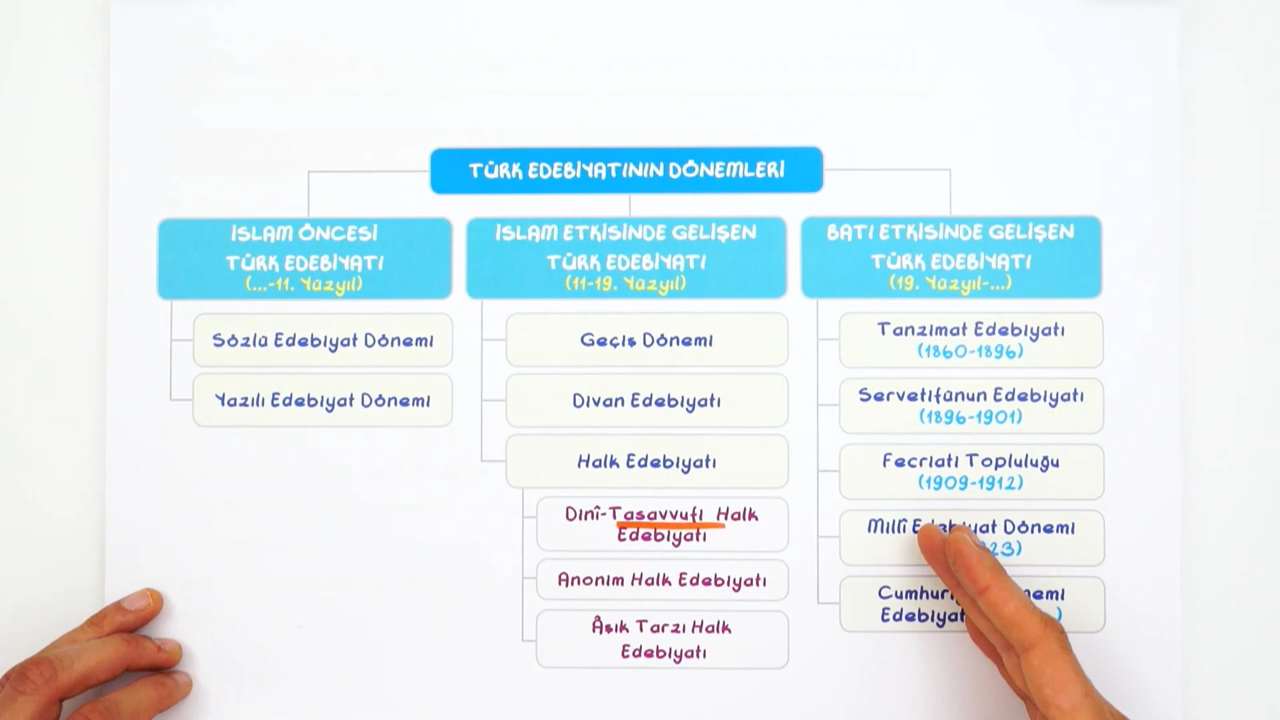 TÜRK EDEBİYATININ DÖNEMLERİ
İSLAM ÖNCESİ
TÜRK EDEBİYATI
(...-11. Yüzyıl)
Sözlü Edebiyat Dönemi
Yazılı Edebiyat Dönemi
İSLAM ETKİSİNDE GELİŞEN
TÜRK EDEBİYATI
(11-19. Yüzyıl)
Geçiş Dönemi
Divan Edebiyatı
Halk Edebiyatı
Dinî-Tasavvufi Halk
Edebiyatı
Anonim Halk Edebiyatı
Âşık Tarzı Halk
Edebiyatı
BATI ETKİSİNDE GELİŞEN
TÜRK EDEBİYATI
(19. Yüzyıl-...)
Tanzimat Edebiyatı
(1860-1896)
Servetifünun Edebiyatı
(1896-1901)
Fecriati Topluluğu
(1909-1912)
Millî Edebiyat Dönemi